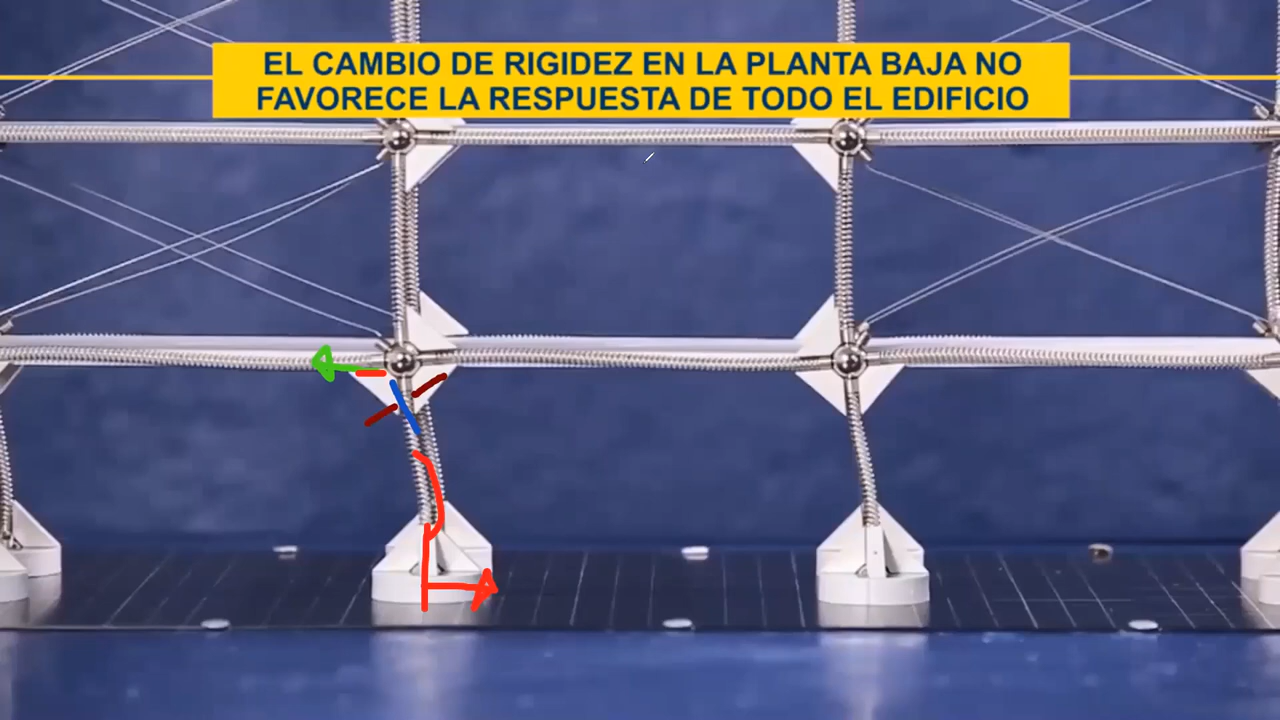 EL CAMBIO DE RIGIDEZ EN LA PLANTA BAJA NO
FAVORECE LA RESPUESTA DE TODO EL EDIFICIO